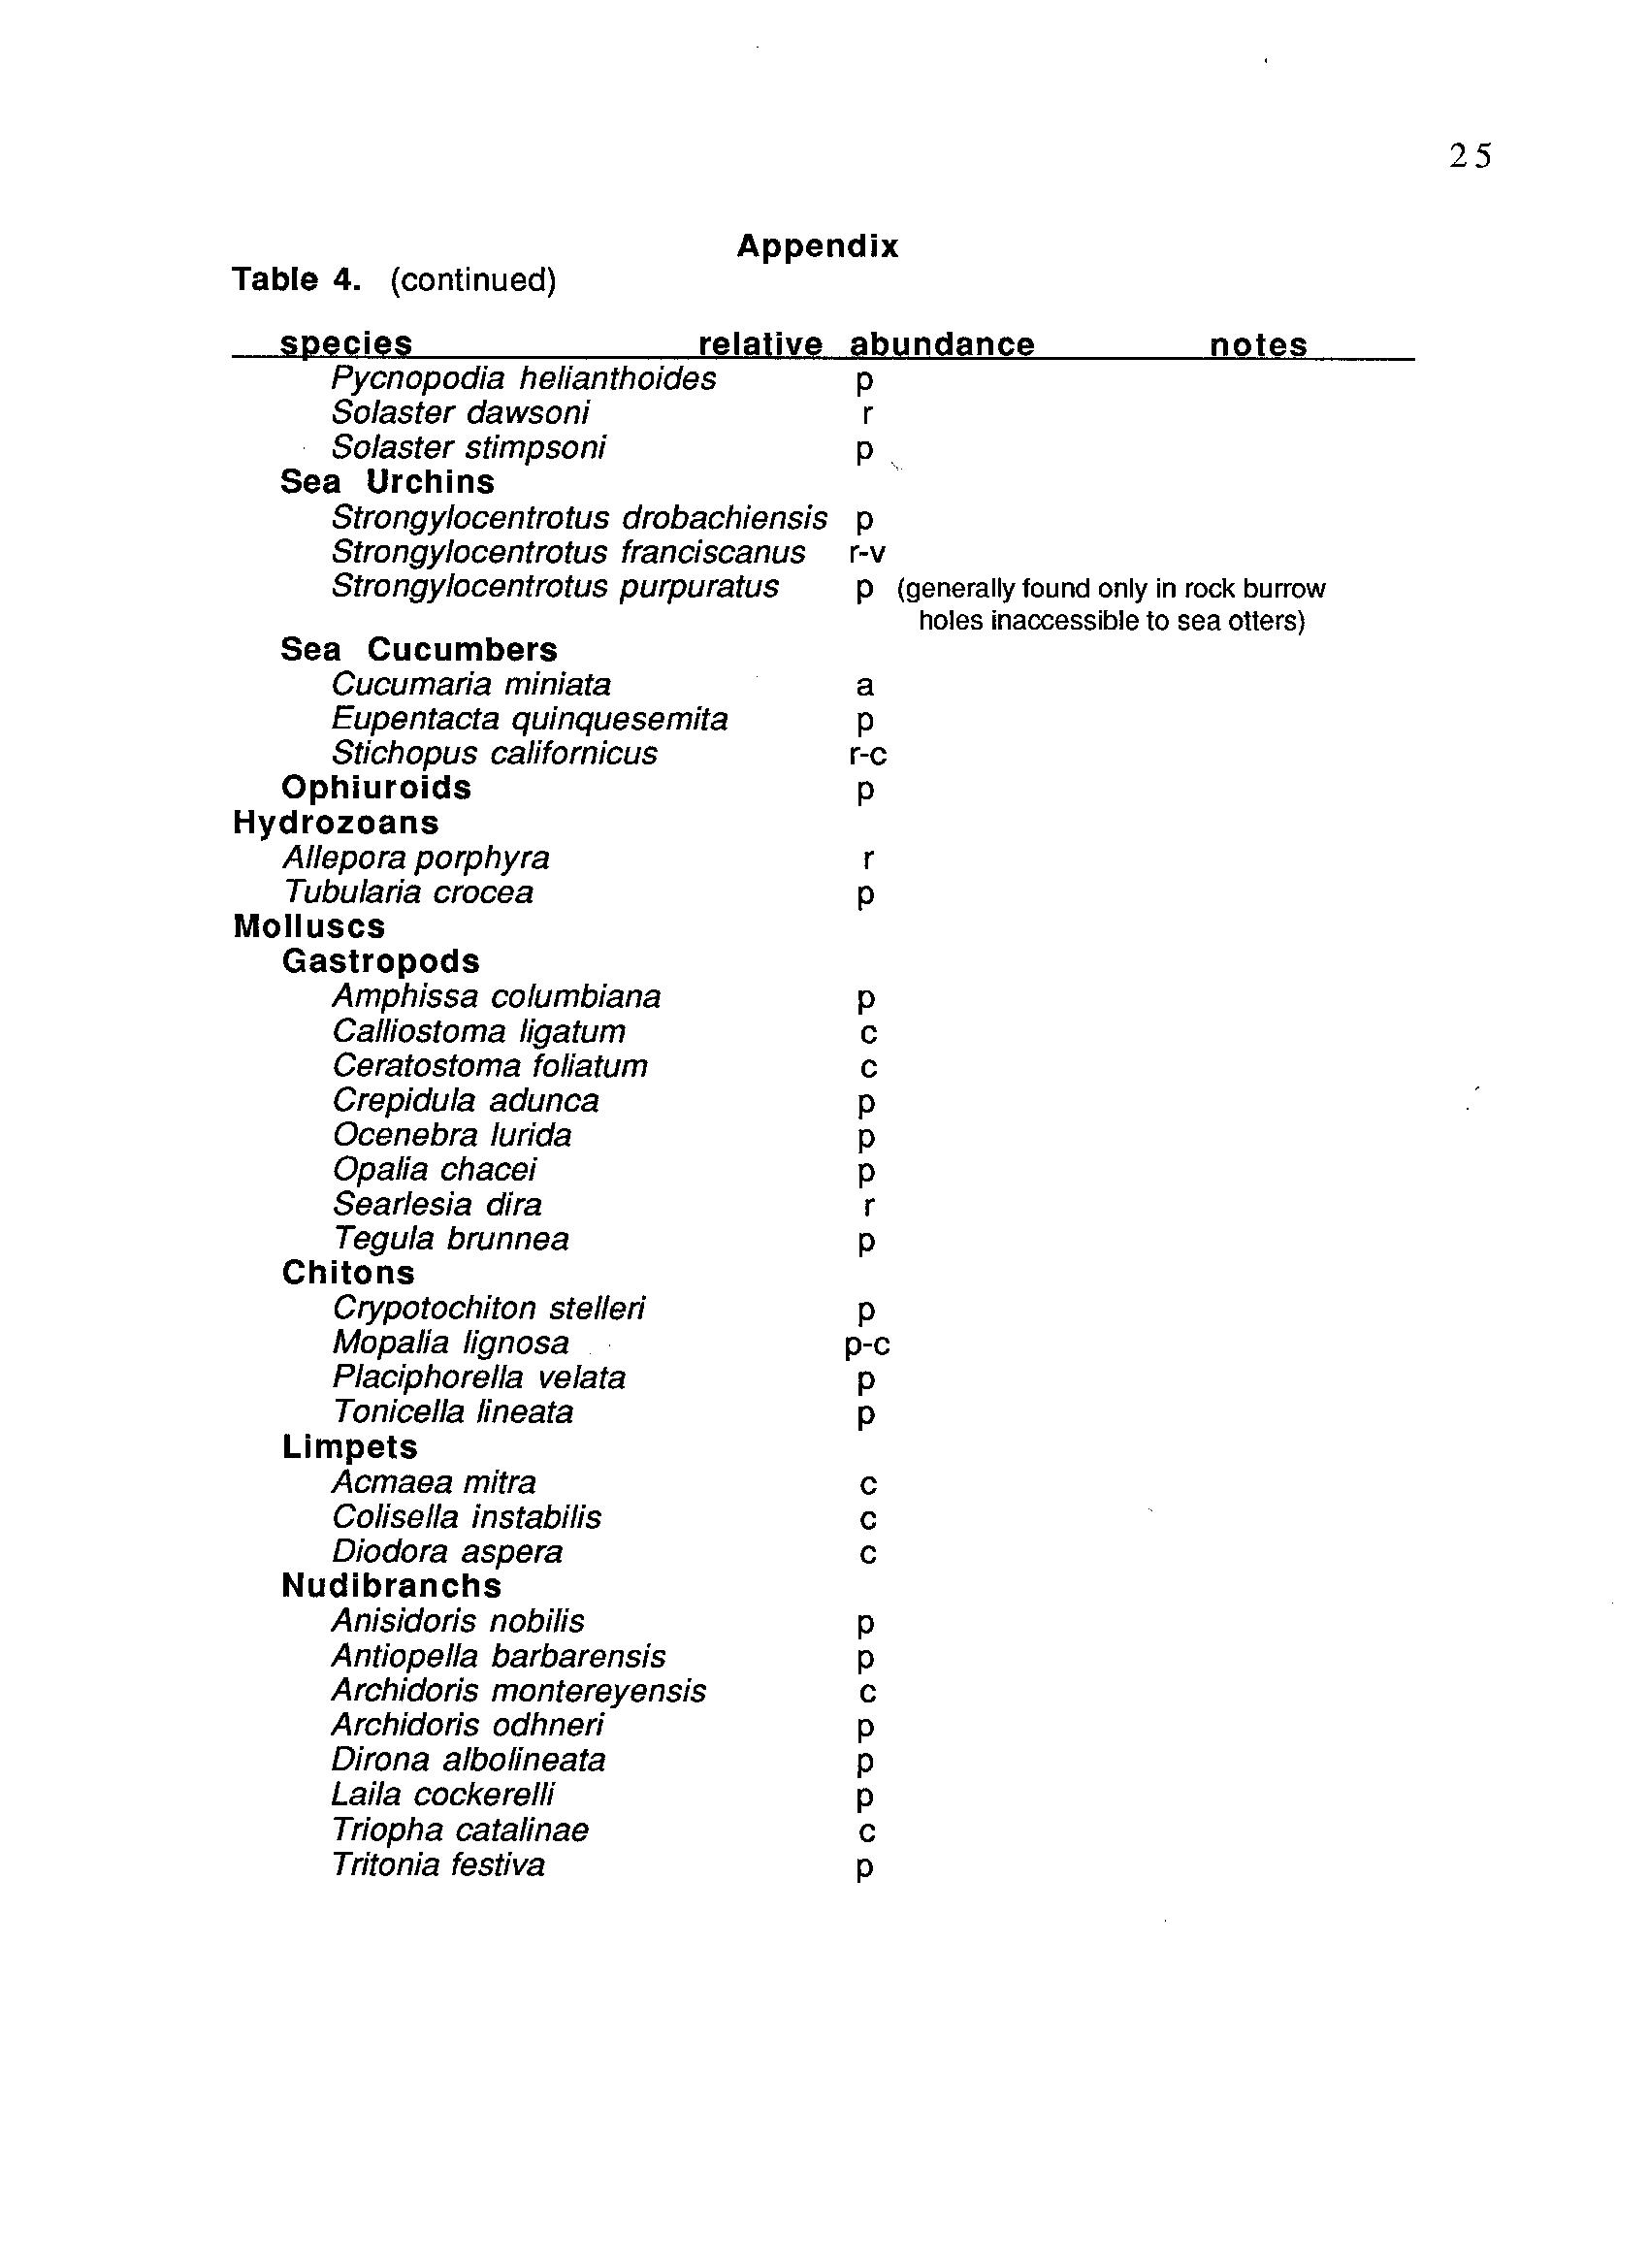 25
Appendix
Table 4. (continued)
species relative abundance notes
Pycnopodia helianthoides p
Solaster dawsoni r
Solaster stimpsoni p
Sea Urchins
Strongylocentrotus drobachiensis p
Strongylocentrotus franciscanus r-v
Strongylocentrotus purpuratus p (generally found only in rock burrow
holes inaccessible to sea otters)
Sea Cucumbers
Cucumaria miniata a
Eupentacta quinquesemita p
Stichopus californicus r-c
Ophiuroids p
Hydrozoans
Allepora porphyra r
Tubularia crocea p
Molluscs
Gastropods
Amphissa columbiana p
Calliostoma ligatum c
Ceratostoma foliatum c
Crepidula adunca p
Ocenebra lurida p
Opalia chacei p
Searlesia dira r
Tegula brunnea p
Chitons
Crypotochiton stelleri p
Mopalia lignosa p-c
Placiphorella velata p
Tonicella lineata p
Limpets
Acmaea mitra c
Colisella instabilis c
Diodora aspera c
Nudibranchs
Anisidoris nobilis p
Antiopella barbarensis p
Archidoris montereyensis c
Archidoris odhneri p
Dirona albolineata p
Laila cockerelli p
Triopha catalinae c
Tritonia festiva p